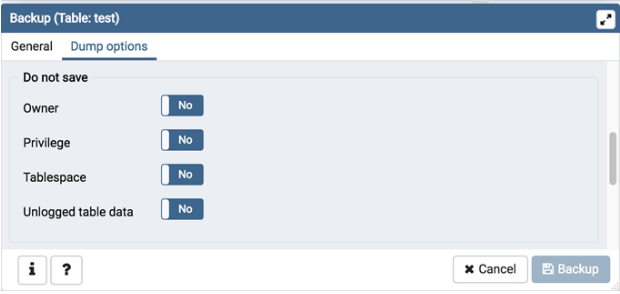 Backup (Table: test)
General Dump options
Do not save
Owner No
Privilege No
Tablespace No
Unlogged table data No
i ? Cancel Backup